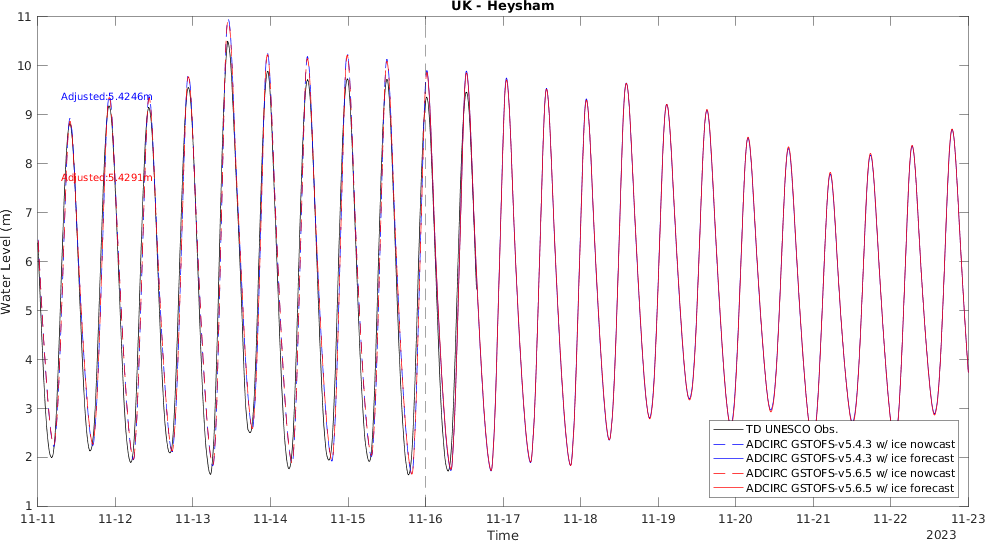 UK - Heysham
11
10
9
8
7
6
5
4
3
2
1
Water Level (m)
Adjusted:5.4246m
Adjusted:5.4291m
TD UNESCO Obs.
ADCIRC GSTOFS-v5.4.3 w/ ice nowcast
ADCIRC GSTOFS-v5.4.3 w/ ice forecast
ADCIRC GSTOFS-v5.6.5 w/ ice nowcast
ADCIRC GSTOFS-v5.6.5 w/ ice forecast
11-11 11-12 11-13 11-14 11-15 11-16 11-17 11-18 11-19 11-20 11-21 11-22 11-23
Time
2023